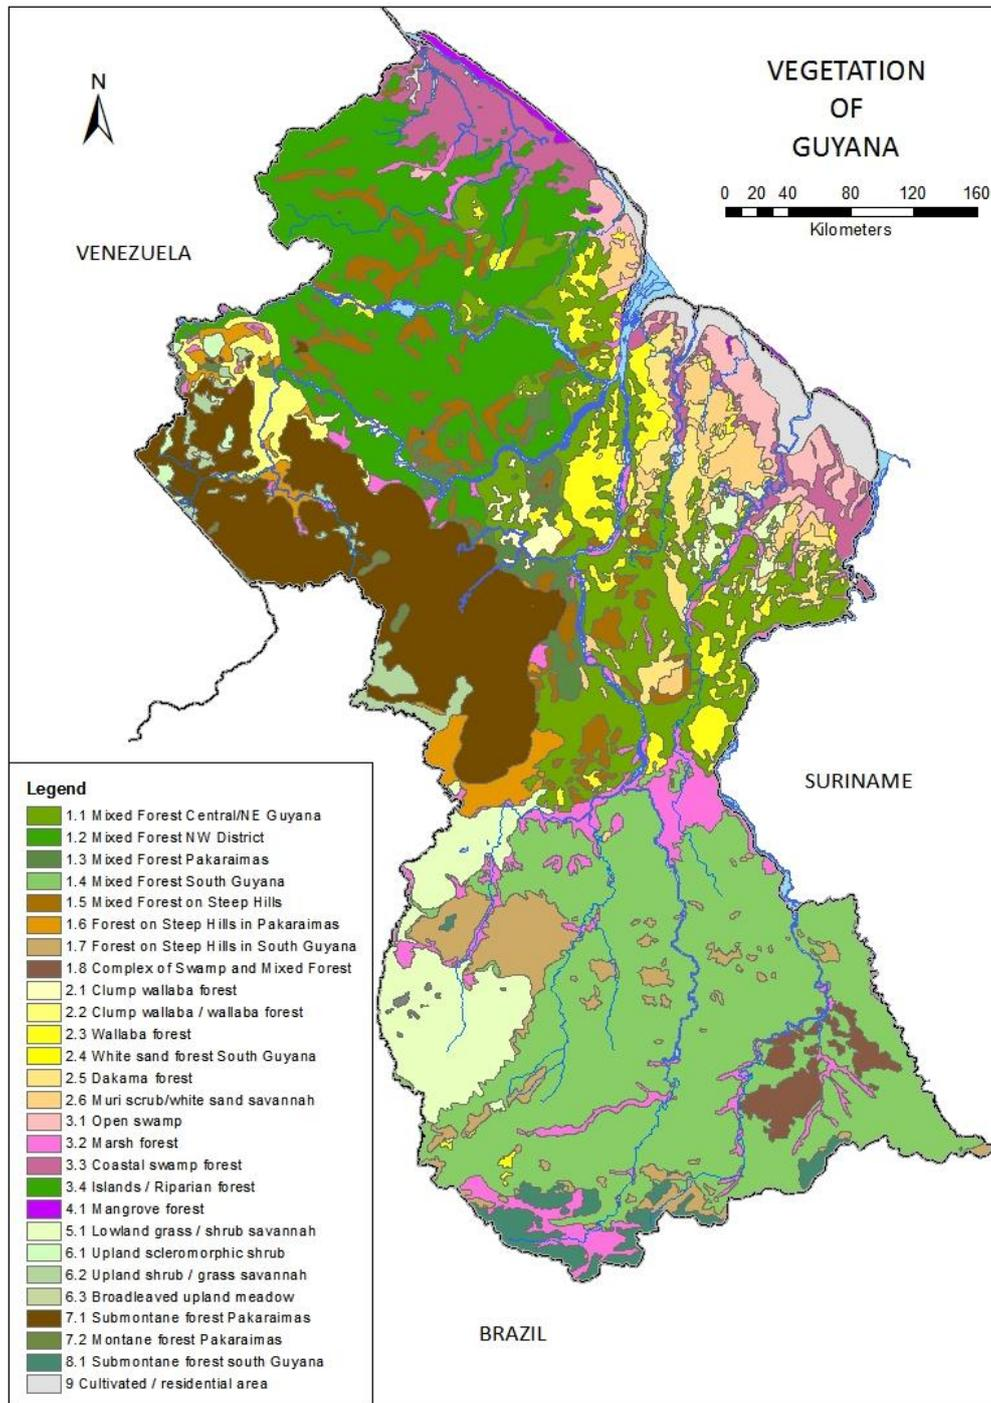 VEGETATION
OF
GUYANA
N
0 20 40 80 120 160
Kilometers
VENEZUELA
SURINAME
BRAZIL
Legend
1.1 Mixed Forest Central/NE Guyana
1.2 Mixed Forest NW District
1.3 Mixed Forest Pakaraimas
1.4 Mixed Forest South Guyana
1.5 Mixed Forest on Steep Hills
1.6 Forest on Steep Hills in Pakaraimas
1.7 Forest on Steep Hills in South Guyana
1.8 Complex of Swamp and Mixed Forest
2.1 Clump wallaba forest
2.2 Clump wallaba / wallaba forest
2.3 Wallaba forest
2.4 White sand forest South Guyana
2.5 Dakama forest
2.6 Muri scrub/white sand savannah
3.1 Open swamp
3.2 Marsh forest
3.3 Coastal swamp forest
3.4 Islands / Riparian forest
4.1 Mangrove forest
5.1 Lowland grass / shrub savannah
6.1 Upland scleromorphic shrub
6.2 Upland shrub / grass savannah
6.3 Broadleaved upland meadow
7.1 Submontane forest Pakaraimas
7.2 Montane forest Pakaraimas
8.1 Submontane forest south Guyana
9 Cultivated / residential area